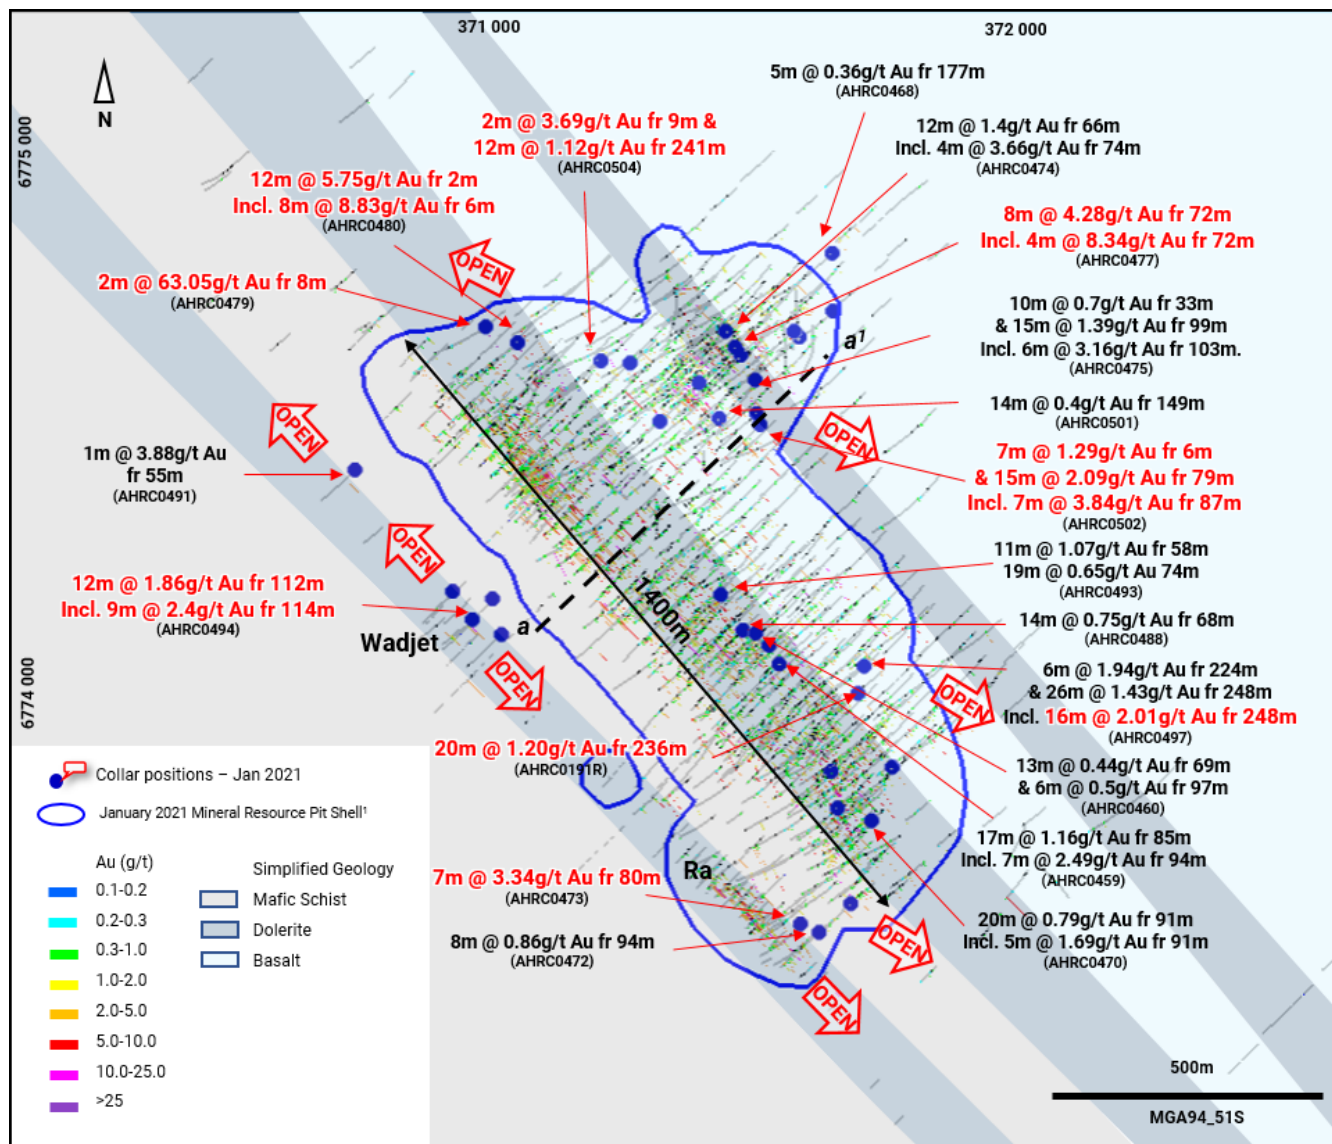 371 000
372 000
N
6775 000
6774 000
5m @ 0.36g/t Au fr 177m
(AHRC0468)
2m @ 3.69g/t Au fr 9m &
12m @ 1.12g/t Au fr 241m
(AHRC0504)
12m @ 1.4g/t Au fr 66m
Incl. 4m @ 3.66g/t Au fr 74m
(AHRC0474)
12m @ 5.75g/t Au fr 2m
Incl. 8m @ 8.83g/t Au fr 6m
(AHRC0480)
8m @ 4.28g/t Au fr 72m
Incl. 4m @ 8.34g/t Au fr 72m
(AHRC0477)
OPEN
2m @ 63.05g/t Au fr 8m
(AHRC0479)
10m @ 0.7g/t Au fr 33m
& 15m @ 1.39g/t Au fr 99m
Incl. 6m @ 3.16g/t Au fr 103m.
(AHRC0475)
a1
14m @ 0.4g/t Au fr 149m
(AHRC0501)
OPEN
OPEN
1m @ 3.88g/t Au
fr 55m
(AHRC0491)
7m @ 1.29g/t Au fr 6m
& 15m @ 2.09g/t Au fr 79m
Incl. 7m @ 3.84g/t Au fr 87m
(AHRC0502)
OPEN
11m @ 1.07g/t Au fr 58m
19m @ 0.65g/t Au 74m
(AHRC0493)
12m @ 1.86g/t Au fr 112m
Incl. 9m @ 2.4g/t Au fr 114m
(AHRC0494)
1400m
14m @ 0.75g/t Au fr 68m
(AHRC0488)
a
Wadjet
OPEN
6m @ 1.94g/t Au fr 224m
& 26m @ 1.43g/t Au fr 248m
Incl. 16m @ 2.01g/t Au fr 248m
(AHRC0497)
OPEN
20m @ 1.20g/t Au fr 236m
(AHRC0191R)
13m @ 0.44g/t Au fr 69m
& 6m @ 0.5g/t Au fr 97m
(AHRC0460)
17m @ 1.16g/t Au fr 85m
Incl. 7m @ 2.49g/t Au fr 94m
(AHRC0459)
Ra
7m @ 3.34g/t Au fr 80m
(AHRC0473)
8m @ 0.86g/t Au fr 94m
(AHRC0472)
20m @ 0.79g/t Au fr 91m
Incl. 5m @ 1.69g/t Au fr 91m
(AHRC0470)
OPEN
OPEN
Collar positions – Jan 2021
January 2021 Mineral Resource Pit Shell1
Au (g/t)
0.1-0.2
0.2-0.3
0.3-1.0
1.0-2.0
2.0-5.0
5.0-10.0
10.0-25.0
>25
Simplified Geology
Mafic Schist
Dolerite
Basalt
500m
MGA94_51S